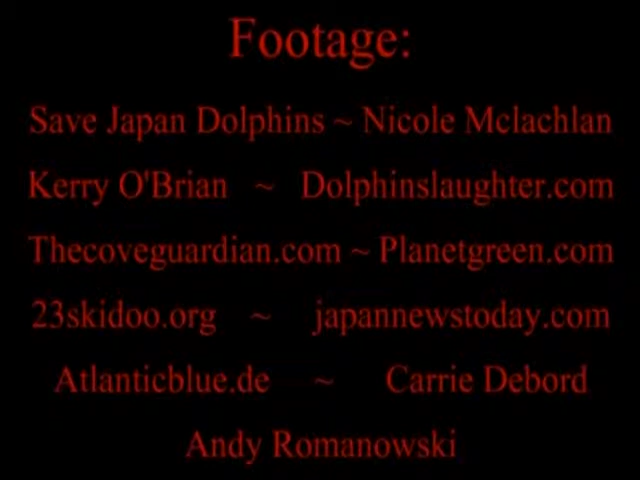 Footage:
Save Japan Dolphins ~ Nicole Mclachlan
Kerry O'Brian ~ Dolphinslaughter.com
Thecoveguardian.com ~ Planetgreen.com
23skidoo.org ~ japannewstoday.com
Atlanticblue.de ~ Carrie Debord
Andy Romanowski